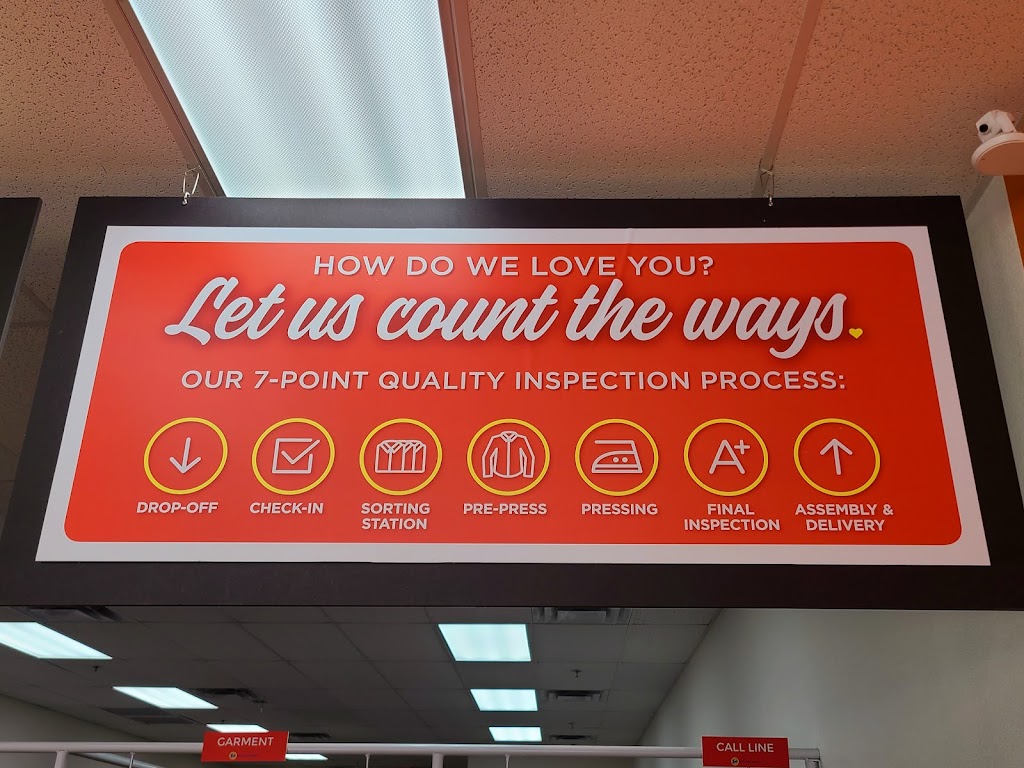 HOW DO WE LOVE YOU?
Let us count the ways.
OUR 7-POINT QUALITY INSPECTION PROCESS:
A+
DROP-OFF
CHECK-IN
SORTING STATION
PRE-PRESS
PRESSING
FINAL INSPECTION
ASSEMBLY & DELIVERY
GARMENT
CALL LINE